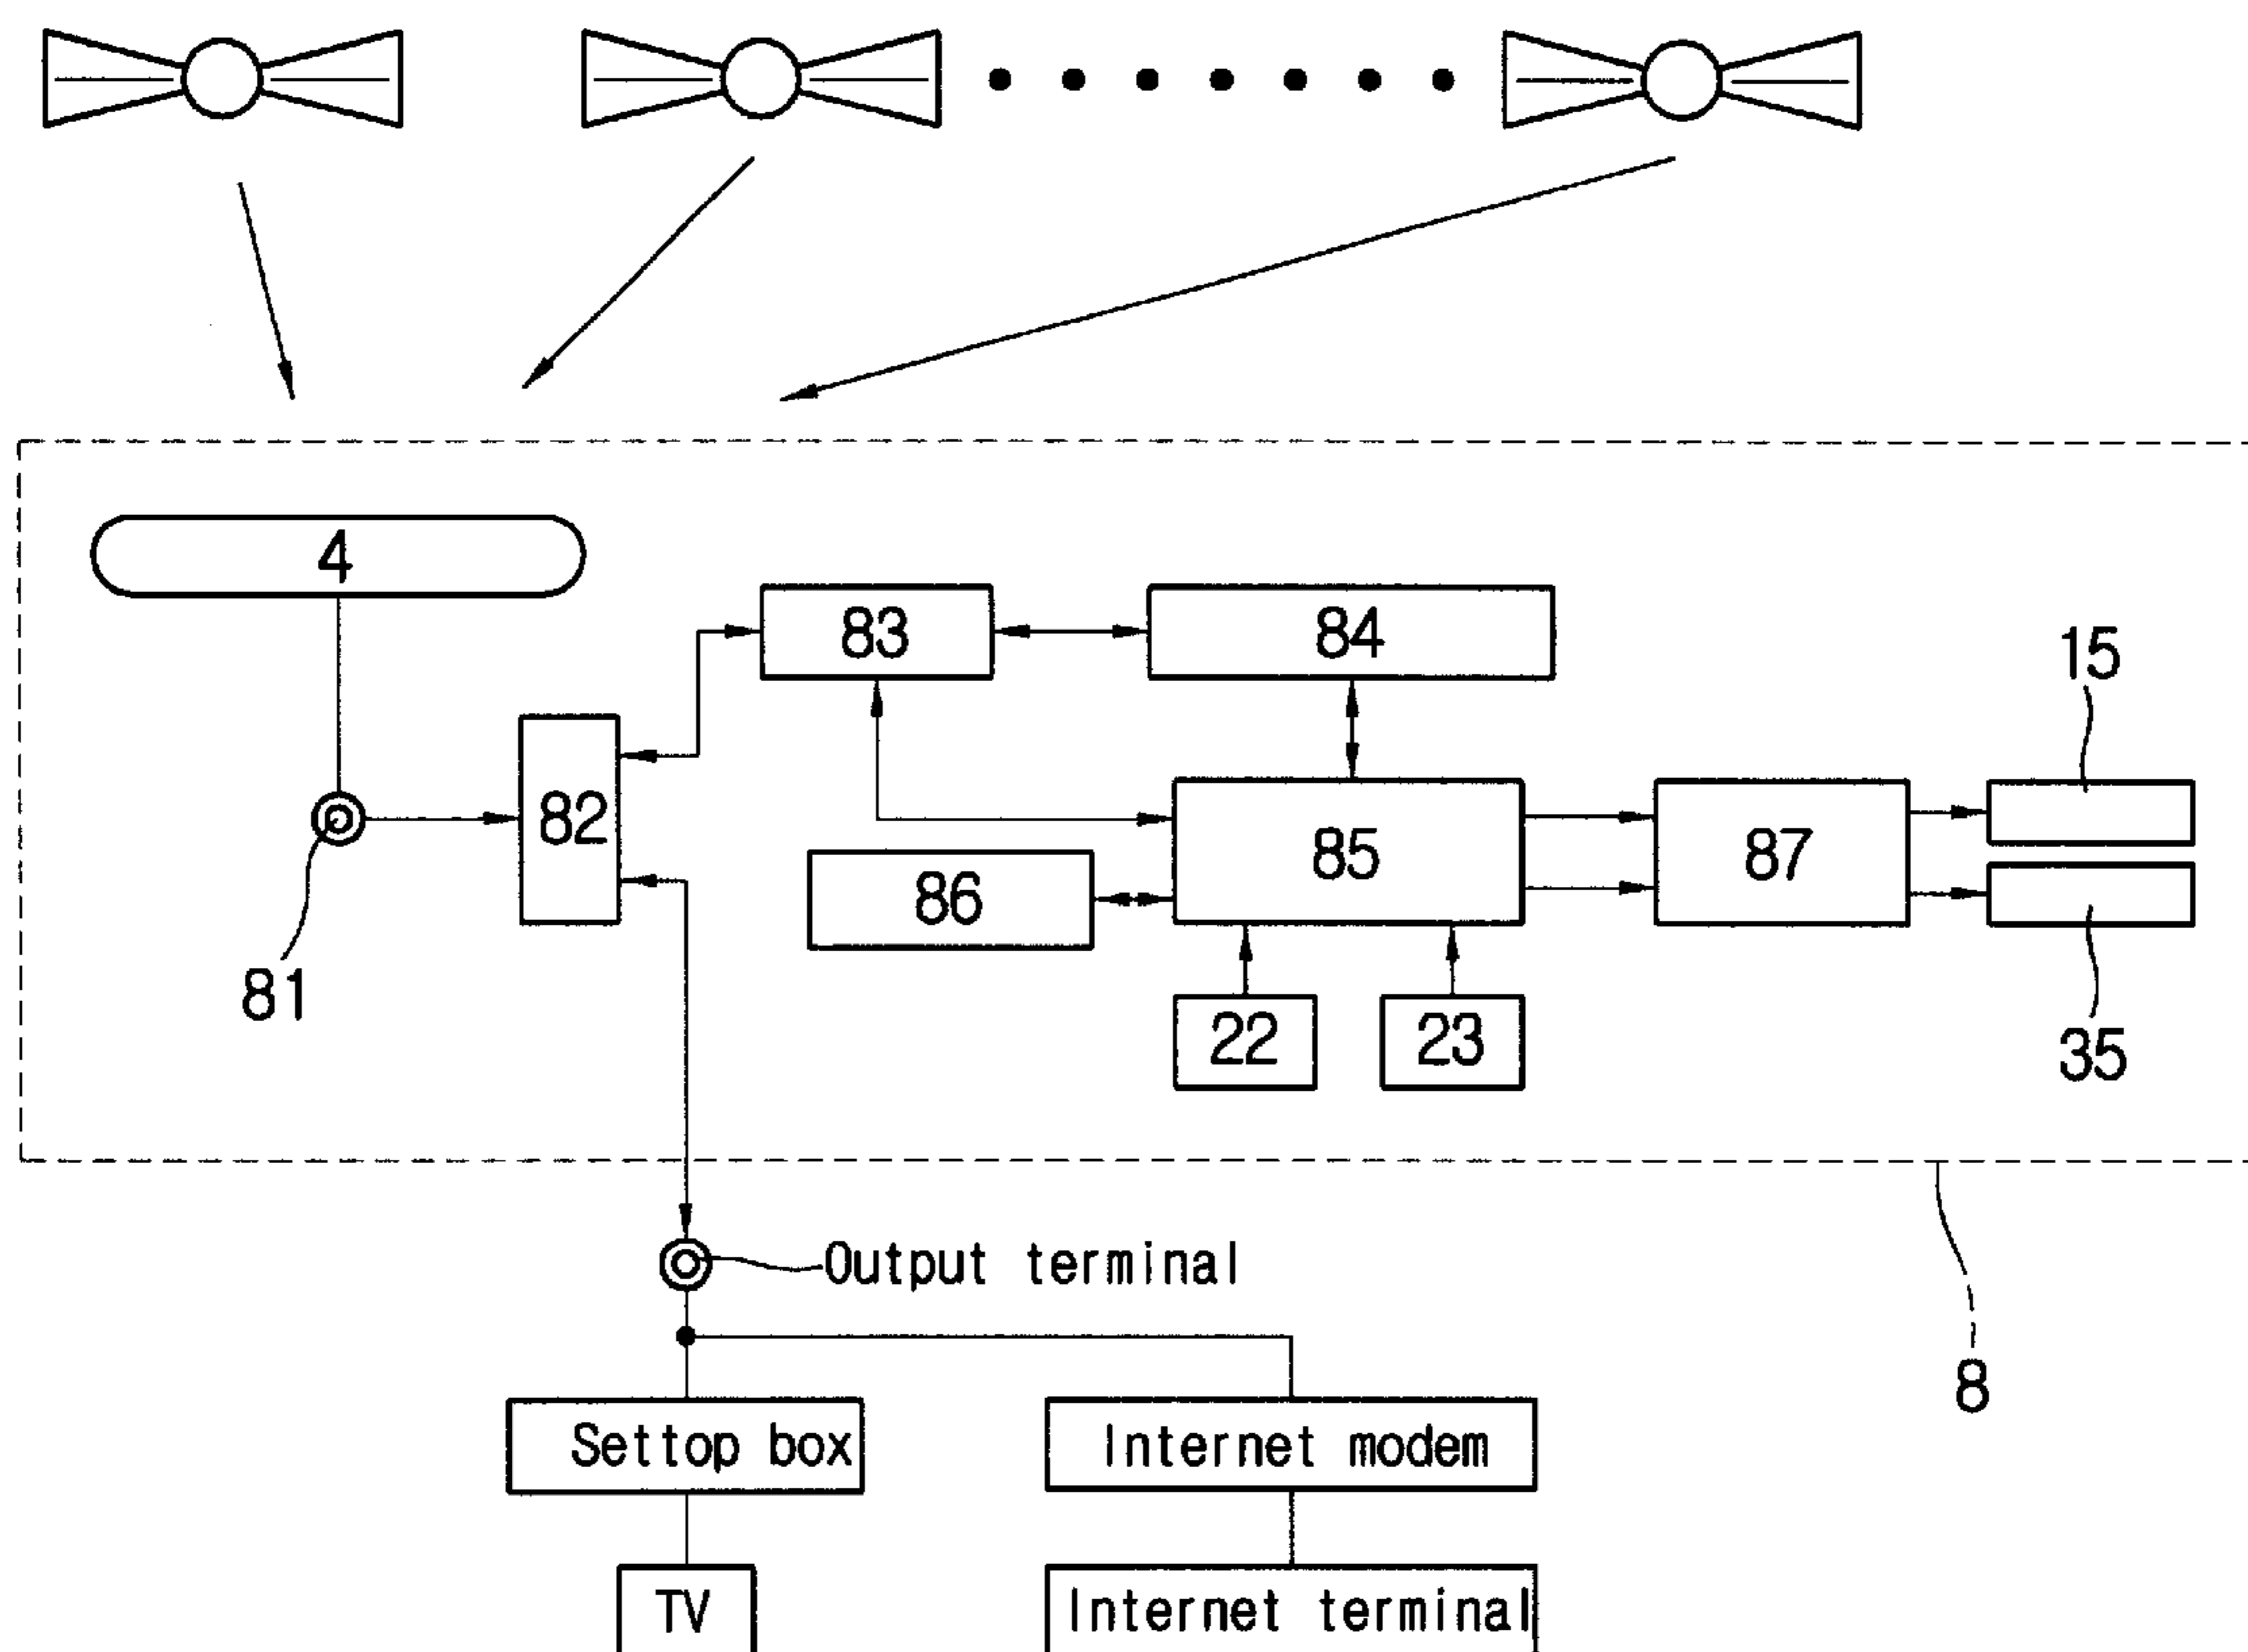 4
83
84
15
82
85
87
86
81
22
23
35
Output terminal
8
Settop box
Internet modem
TV
Internet terminal